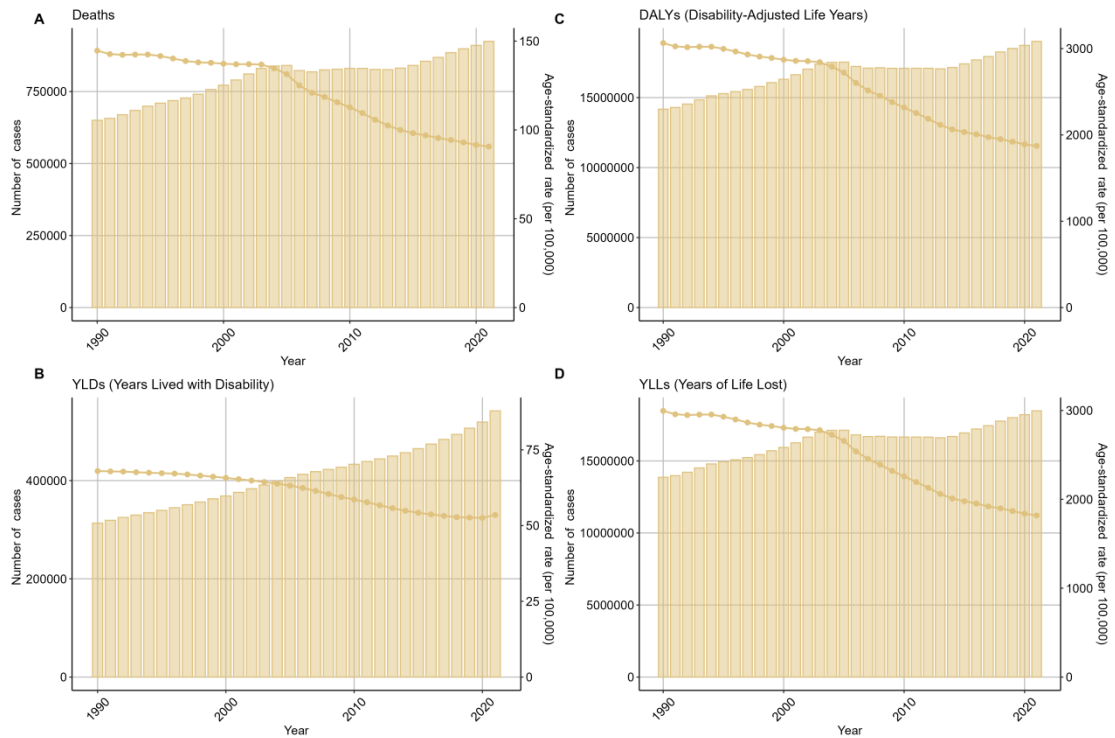 A
Deaths
Number of cases
750000
500000
250000
0
150
100
50
0
Age-standardized rate (per 100,000)
1990
2000
2010
2020
Year
B
YLDs (Years Lived with Disability)
Number of cases
400000
200000
0
75
50
25
0
Age-standardized rate (per 100,000)
1990
2000
2010
2020
Year
C
DALYs (Disability-Adjusted Life Years)
Number of cases
15000000
10000000
5000000
0
3000
2000
1000
0
Age-standardized rate (per 100,000)
1990
2000
2010
2020
Year
D
YLLs (Years of Life Lost)
Number of cases
15000000
10000000
5000000
0
3000
2000
1000
0
Age-standardized rate (per 100,000)
1990
2000
2010
2020
Year